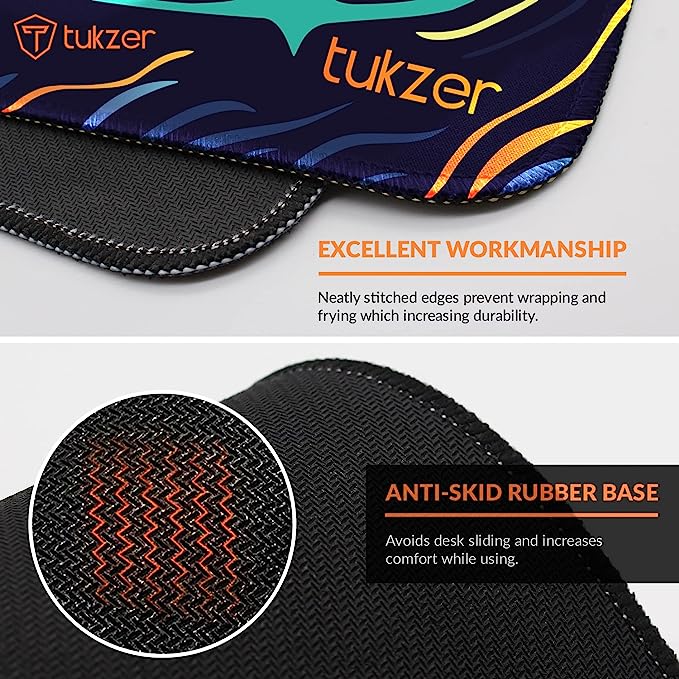 tukzer
tukzer
EXCELLENT WORKMANSHIP
Neatly stitched edges prevent wrapping and
frying which increasing durability.
ANTI-SKID RUBBER BASE
Avoids desk sliding and increases
comfort while using.